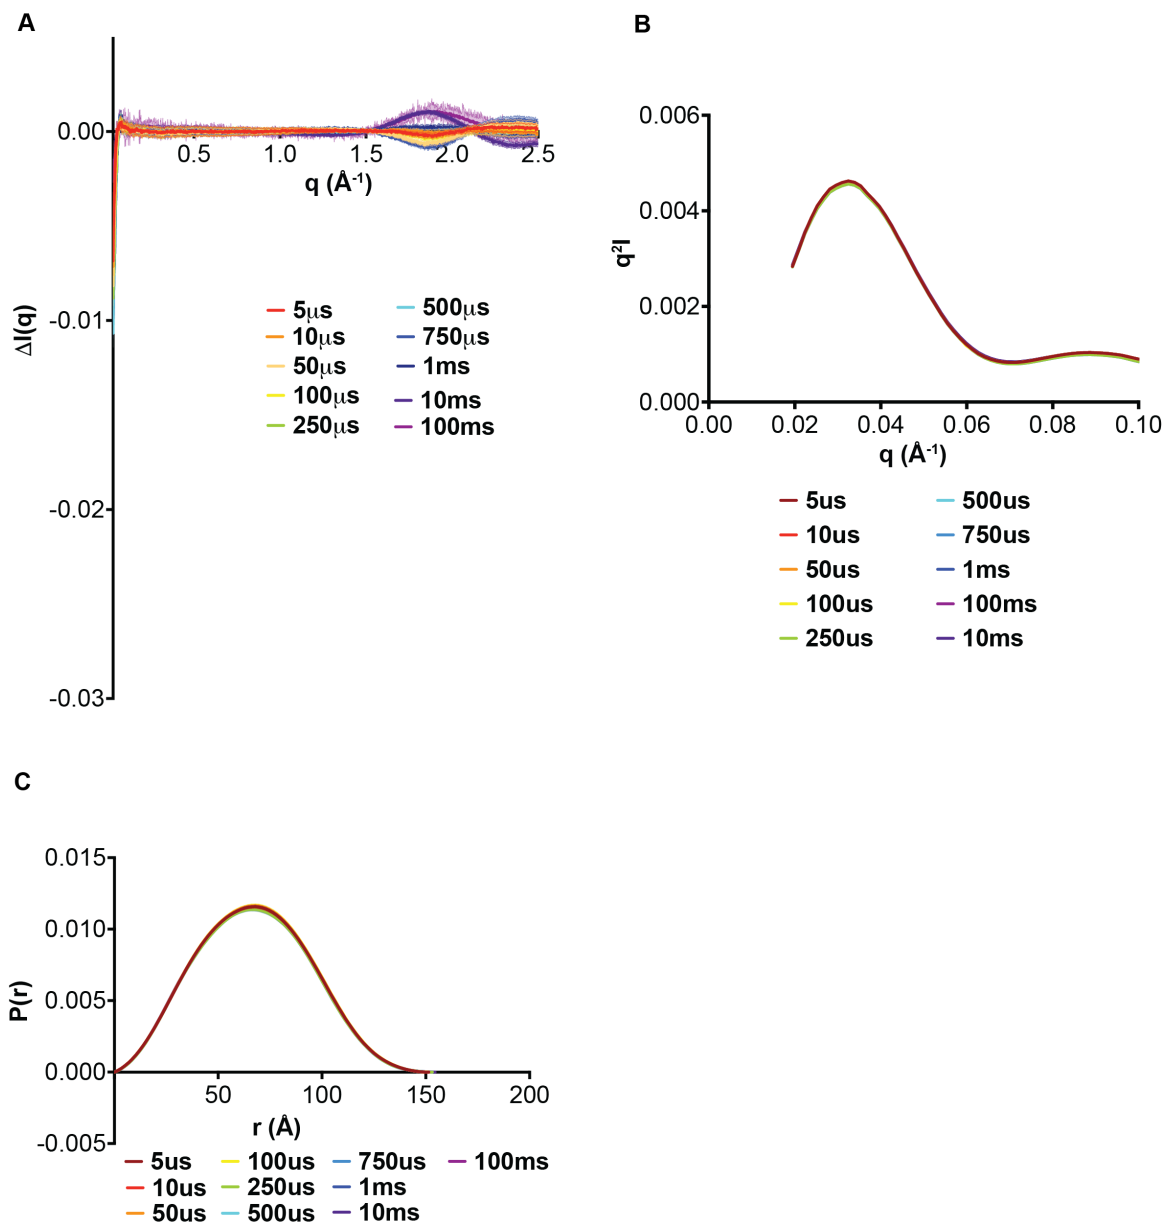 A
0.00
0.5 1.0 1.5 2.0 2.5
q (Å⁻¹)
-0.01
-0.02
-0.03
ΔI(q)
5μs 500μs
10μs 750μs
50μs 1ms
100μs 10ms
250μs 100ms
B
0.006
0.004
0.002
0.000
q²I
0.00 0.02 0.04 0.06 0.08 0.10
q (Å⁻¹)
5us 500us
10us 750us
50us 1ms
100us 100ms
250us 10ms
C
0.015
0.010
0.005
0.000
-0.005
P(r)
50 100 150 200
r (Å)
5us 100us 750us 100ms
10us 250us 1ms
50us 500us 10ms